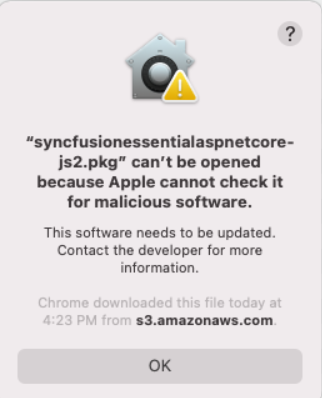 ?
“syncfusionessentialaspnetcore-
js2.pkg” can’t be opened
because Apple cannot check it
for malicious software.
This software needs to be updated.
Contact the developer for more
information.
Chrome downloaded this file today at
4:23 PM from s3.amazonaws.com.
OK